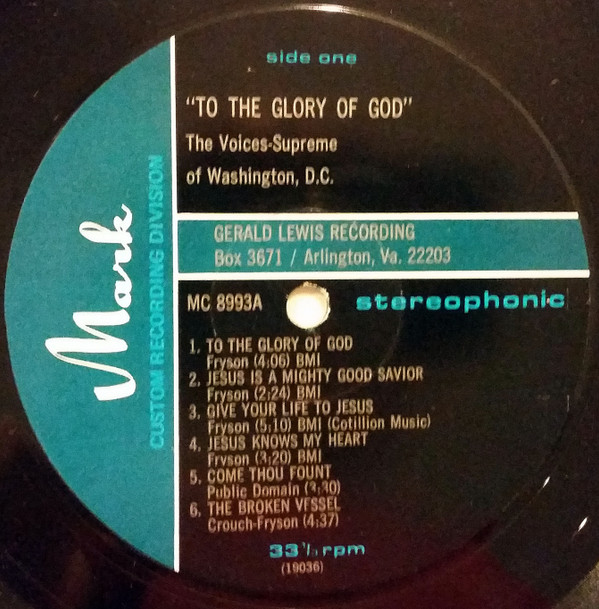 side one
"TO THE GLORY OF GOD"
The Voices-Supreme
of Washington, D.C.
Mark
CUSTOM RECORDING DIVISION
GERALD LEWIS RECORDING
Box 3671 / Arlington, Va. 22203
MC 8993A
stereophonic
1. TO THE GLORY OF GOD
Fryson (4:06) BMI
2. JESUS IS A MIGHTY GOOD SAVIOR
Fryson (2:24) BMI
3. GIVE YOUR LIFE TO JESUS
Fryson (5:10) BMI (Cotillion Music)
4. JESUS KNOWS MY HEART
Fryson (3:20) BMI
5. COME THOU FOUNT
Public Domain (3:30)
6. THE BROKEN VESSEL
Crouch-Fryson (4:37)
33 ⅓ rpm
(19036)